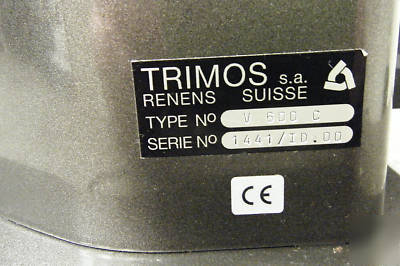 TRIMOS s.a.
RENENS SUISSE
TYPE No V 600 C
SERIE No 1441/ID.00
CE